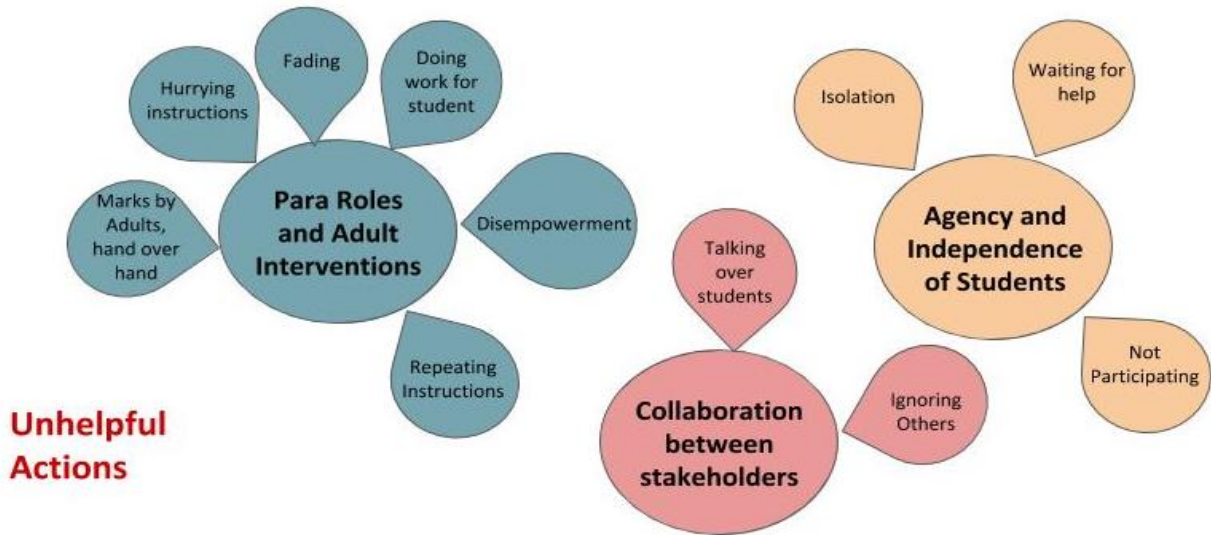 Hurrying
instructions
Fading
Doing
work for
student
Marks by
Adults,
hand over
hand
Para Roles
and Adult
Interventions
Disempowerment
Repeating
Instructions
Isolation
Waiting for
help
Agency and
Independence
of Students
Not
Participating
Talking
over
students
Ignoring
Others
Collaboration
between
stakeholders
Unhelpful
Actions